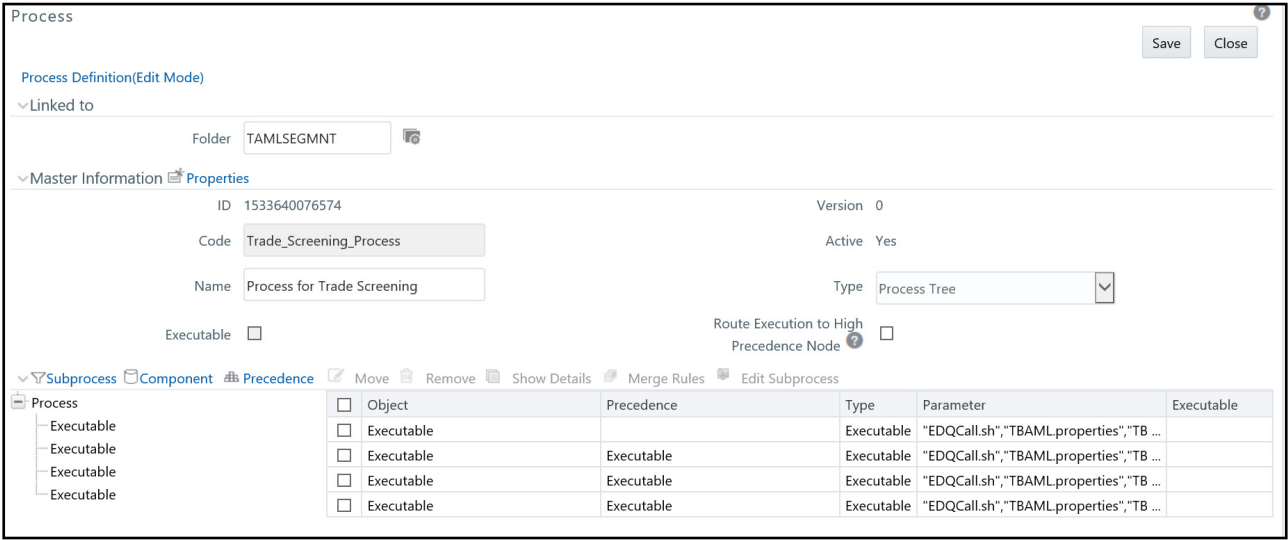 Process
Save Close
Process Definition(Edit Mode)
Linked to
Folder TAMLSEGMNT
Master Information Properties
ID 1533640076574 Version 0
Code Trade_Screening_Process Active Yes
Name Process for Trade Screening Type Process Tree
Executable Route Execution to High Precedence Node
Subprocess Component Precedence Move Remove Show Details Merge Rules Edit Subprocess
Process
Executable
Executable
Executable
Executable
Object Precedence Type Parameter Executable
Executable Executable "EDQCall.sh","TBAML.properties","TB ...
Executable Executable Executable "EDQCall.sh","TBAML.properties","TB ...
Executable Executable Executable "EDQCall.sh","TBAML.properties","TB ...
Executable Executable Executable "EDQCall.sh","TBAML.properties","TB ...